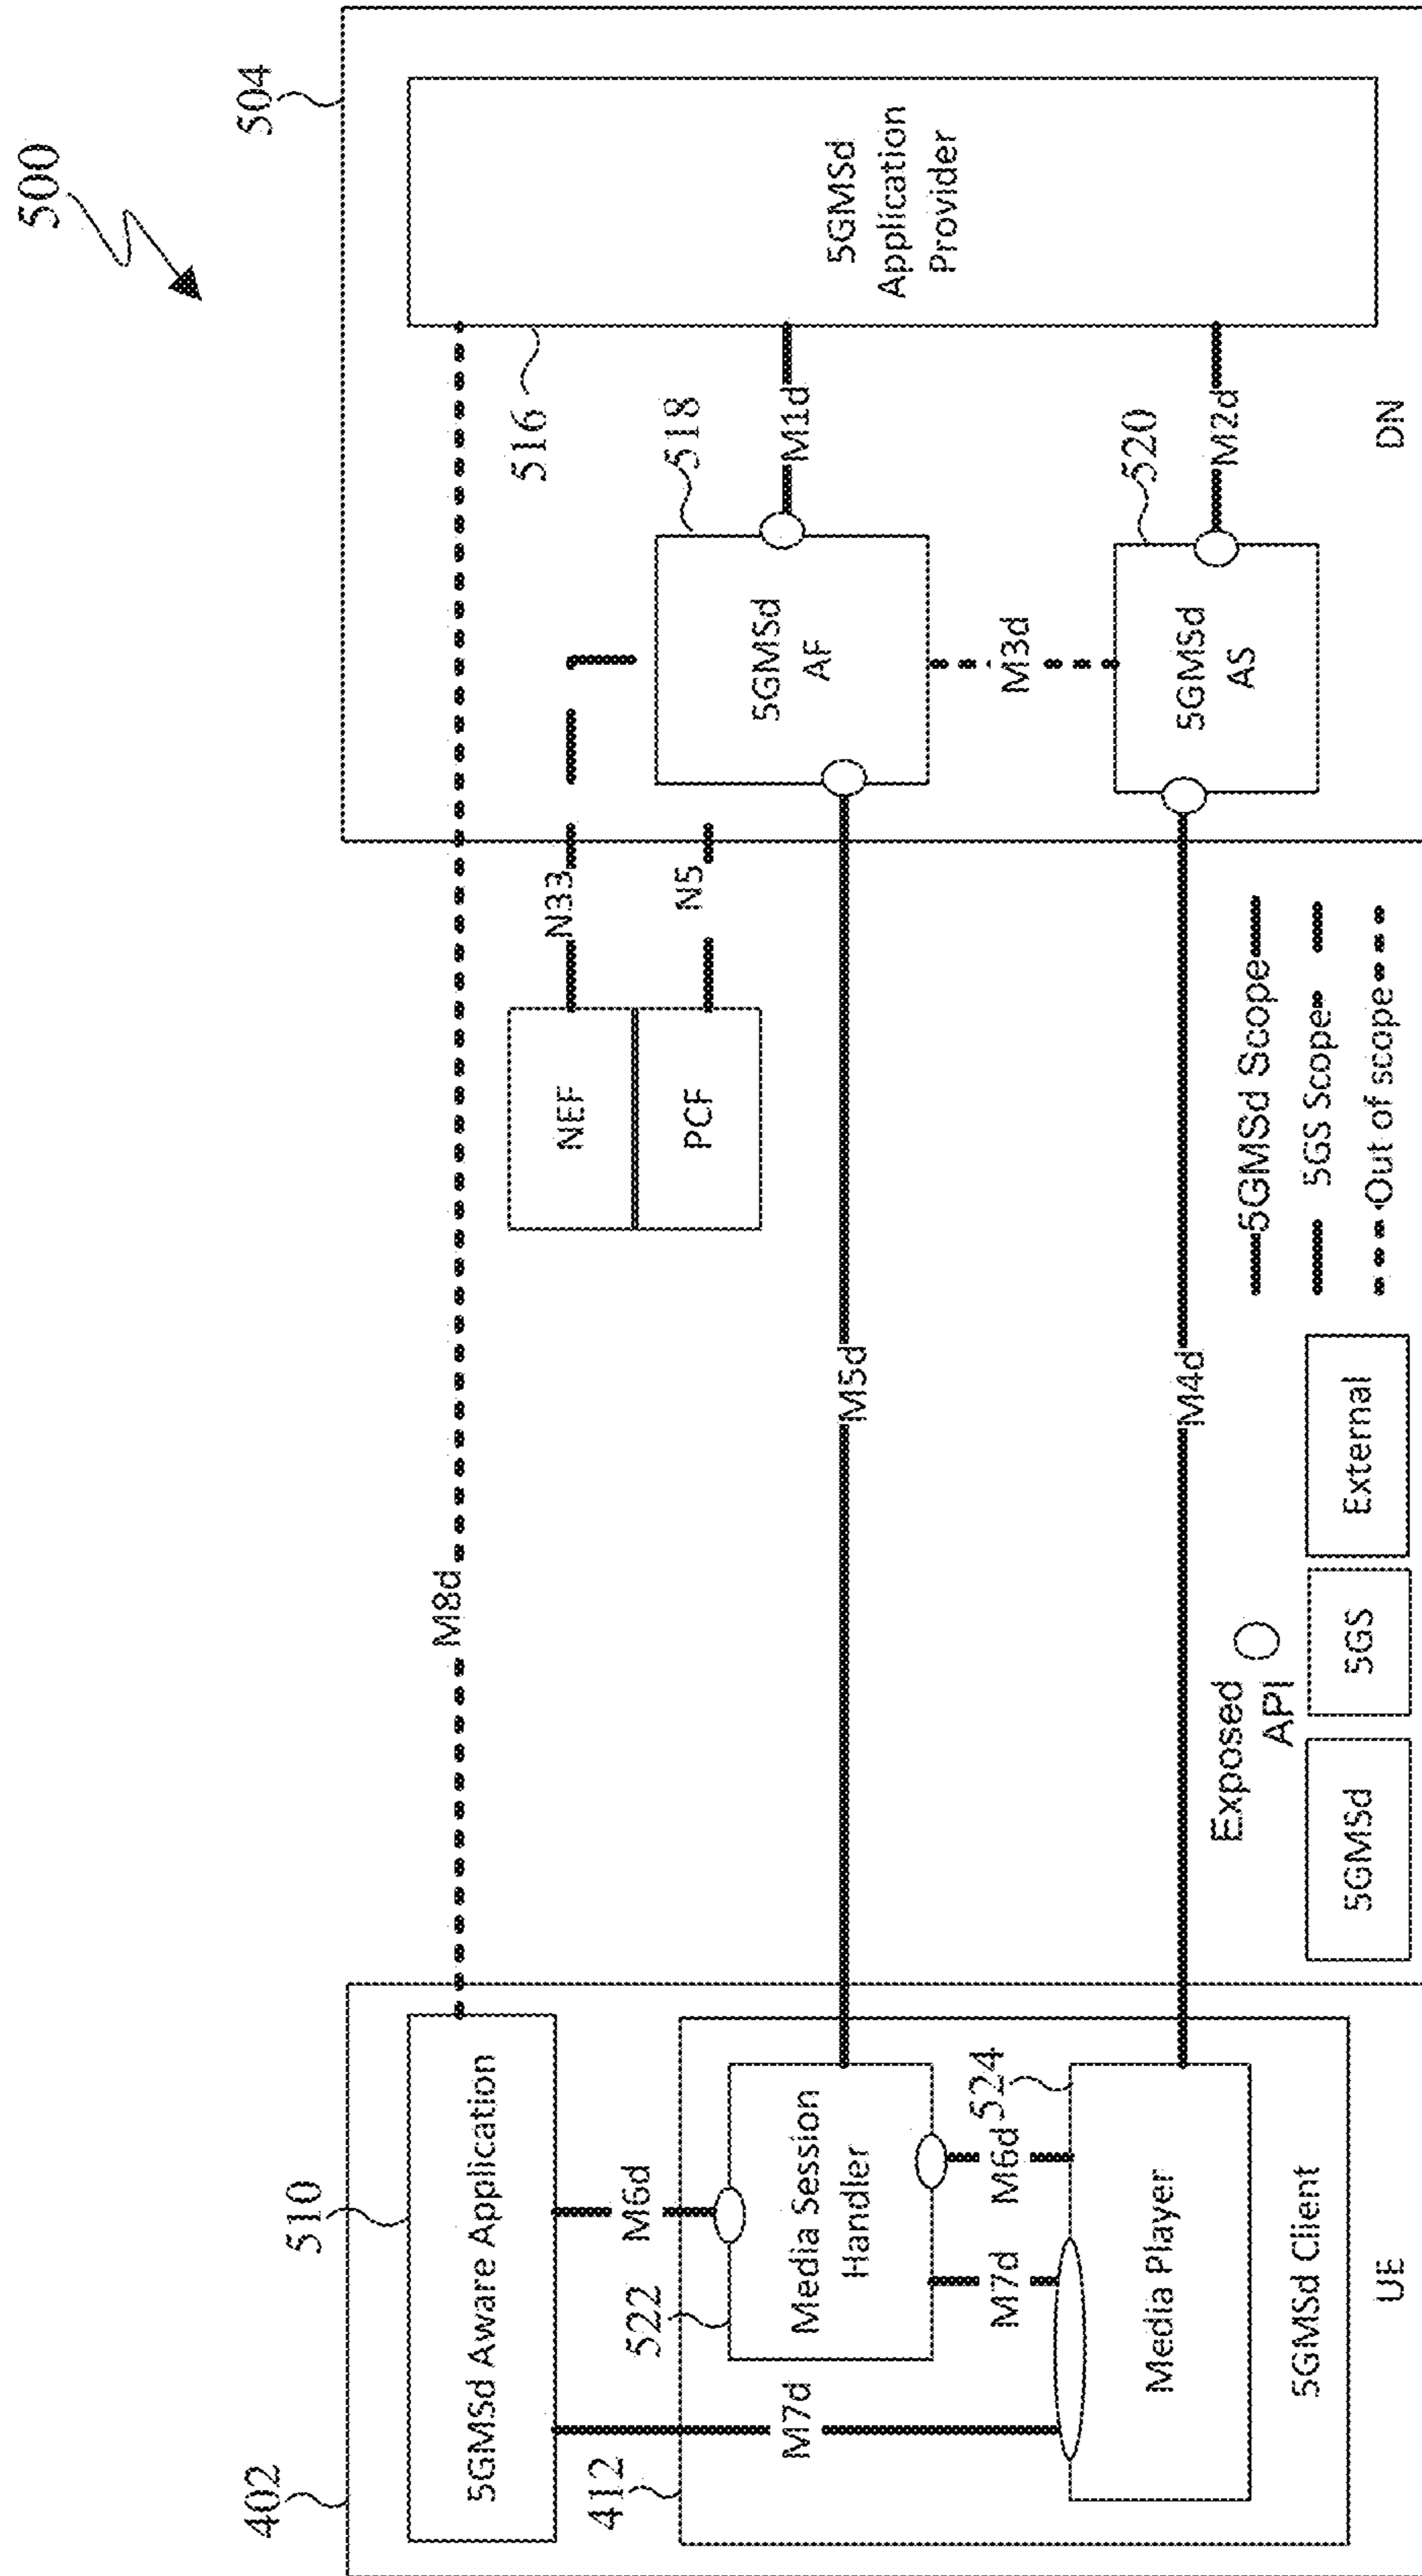 500
504
402
510
5GMSd Aware Application
M8d
516
5GMSd
Application
Provider
N33
NEF
N5
PCF
518
5GMSd
AF
M1d
M6d
412
522
Media Session
Handler
M5d
M7d
M7d
M6d
524
M3d
520
5GMSd
AS
M2d
Media Player
M4d
5GMSd Client
UE
DN
Exposed
API
5GMSd
5GS
External
5GMSd Scope
5GS Scope
Out of scope